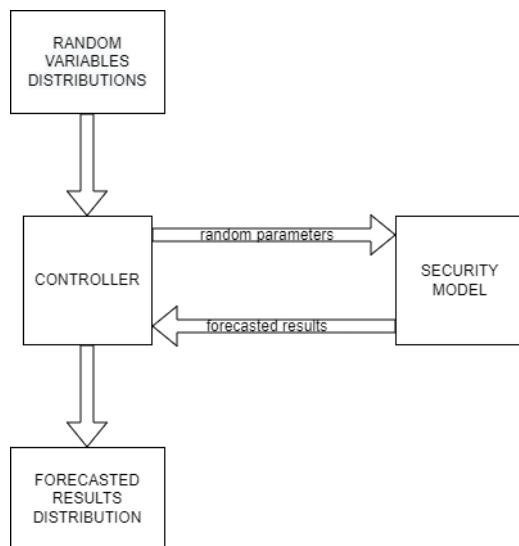 RANDOM
VARIABLES
DISTRIBUTIONS
random parameters
CONTROLLER
SECURITY
MODEL
forecasted results
FORECASTED
RESULTS
DISTRIBUTION